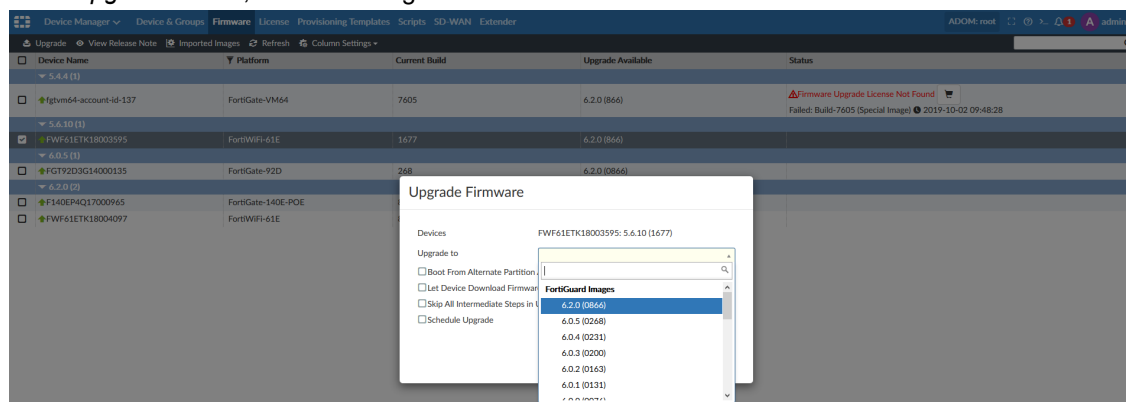 Device Manager Device & Groups Firmware License Provisioning Templates Scripts SD-WAN Extender ADOM: root 1 A admin
Upgrade View Release Note Imported Images Refresh Column Settings
Device Name Platform Current Build Upgrade Available Status
5.4.4 (1)
fgtvm64-account-id-137 FortiGate-VM64 7605 6.2.0 (866) Firmware Upgrade License Not Found
Failed: Build-7605 (Special Image) 2019-10-02 09:48:28
5.6.10 (1)
FWF61ETK18003595 FortiWiFi-61E 1677 6.2.0 (866)
6.0.5 (1)
FGT92D3G14000135 FortiGate-92D 268 6.2.0 (0866)
6.2.0 (2)
F140EP4Q17000965 FortiGate-140E-POE
FWF61ETK18004097 FortiWiFi-61E
Upgrade Firmware
Devices FWF61ETK18003595: 5.6.10 (1677)
Upgrade to
Boot From Alternate Partition
Let Device Download Firmwar
Skip All Intermediate Steps in U
Schedule Upgrade
FortiGuard Images
6.2.0 (0866)
6.0.5 (0268)
6.0.4 (0231)
6.0.3 (0200)
6.0.2 (0163)
6.0.1 (0131)